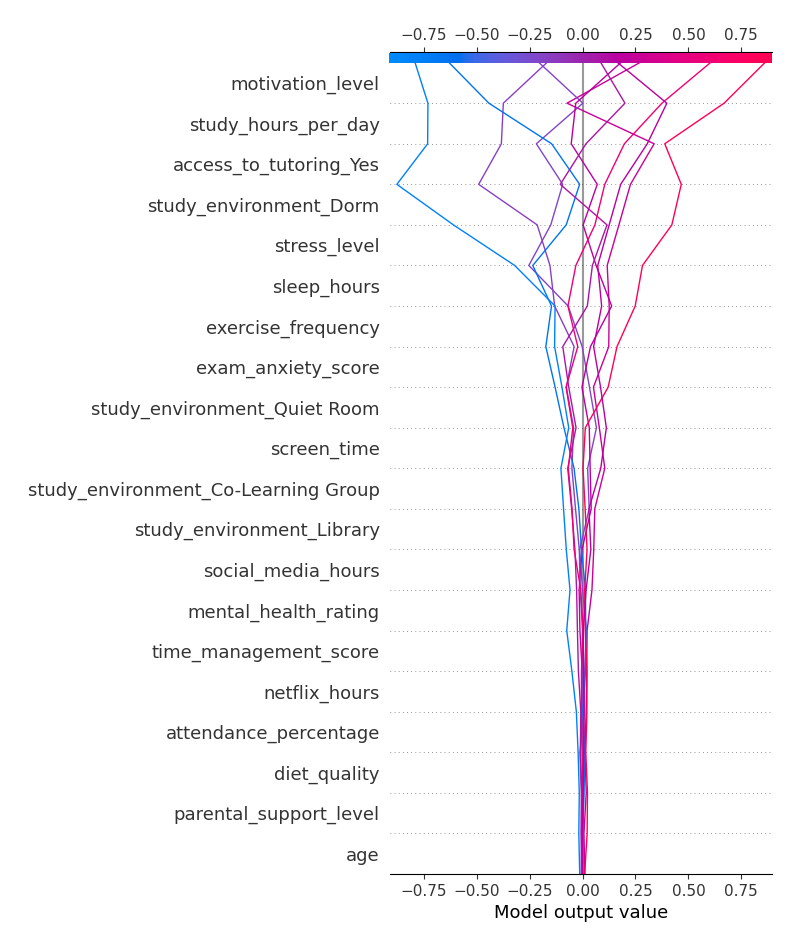 −0.75 −0.50 −0.25 0.00 0.25 0.50 0.75
motivation_level
study_hours_per_day
access_to_tutoring_Yes
study_environment_Dorm
stress_level
sleep_hours
exercise_frequency
exam_anxiety_score
study_environment_Quiet Room
screen_time
study_environment_Co-Learning Group
study_environment_Library
social_media_hours
mental_health_rating
time_management_score
netflix_hours
attendance_percentage
diet_quality
parental_support_level
age
−0.75 −0.50 −0.25 0.00 0.25 0.50 0.75
Model output value